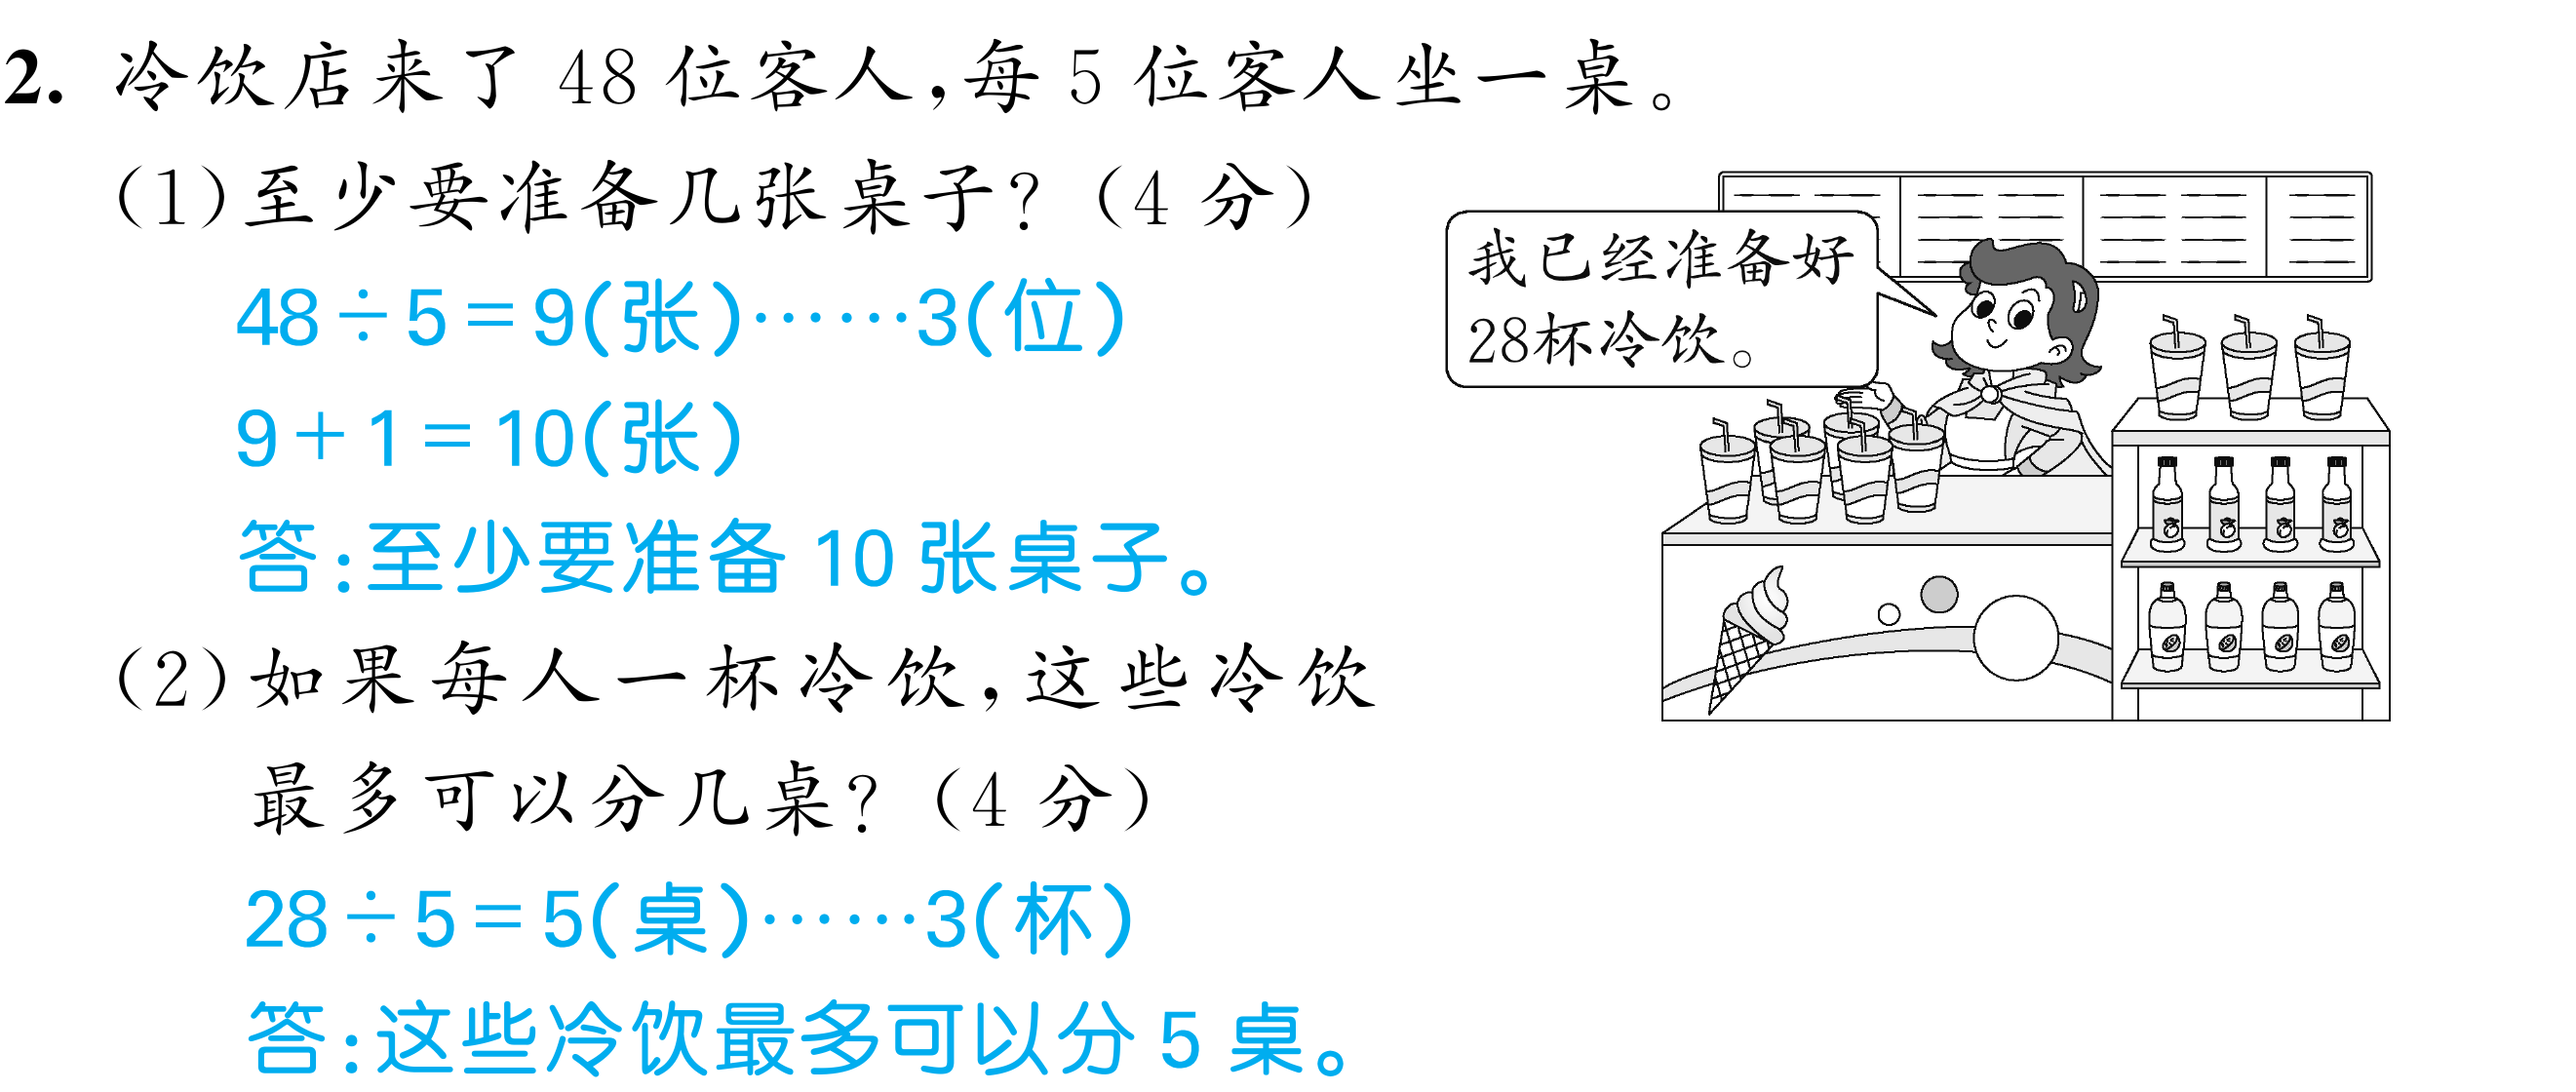 2. 冷饮店来了 48 位客人,每 5 位客人坐一桌。
(1)至少要准备几张桌子?(4 分)
48÷5=9(张)……3(位)
9+1=10(张)
答:至少要准备 10 张桌子。
我已经准备好
28杯冷饮。
(2)如果每人一杯冷饮,这些冷饮
最多可以分几桌?(4 分)
28÷5=5(桌)……3(杯)
答:这些冷饮最多可以分 5 桌。